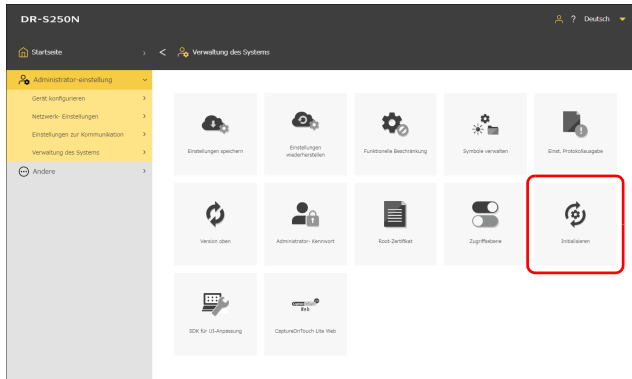 DR-S250N
? Deutsch
Startseite
Verwaltung des Systems
Administrator-einstellung
Gerät konfigurieren
Netzwerk- Einstellungen
Einstellungen zur Kommunikation
Verwaltung des Systems
Andere
Einstellungen speichern
Einstellungen
wiederherstellen
Funktionelle Beschränkung
Symbole verwalten
Einst. Protokollausgabe
Version oben
Administrator- Kennwort
Root-Zertifikat
Zugriffsebene
Initialisieren
SDK für UI-Anpassung
Web
CaptureOnTouch Lite Web